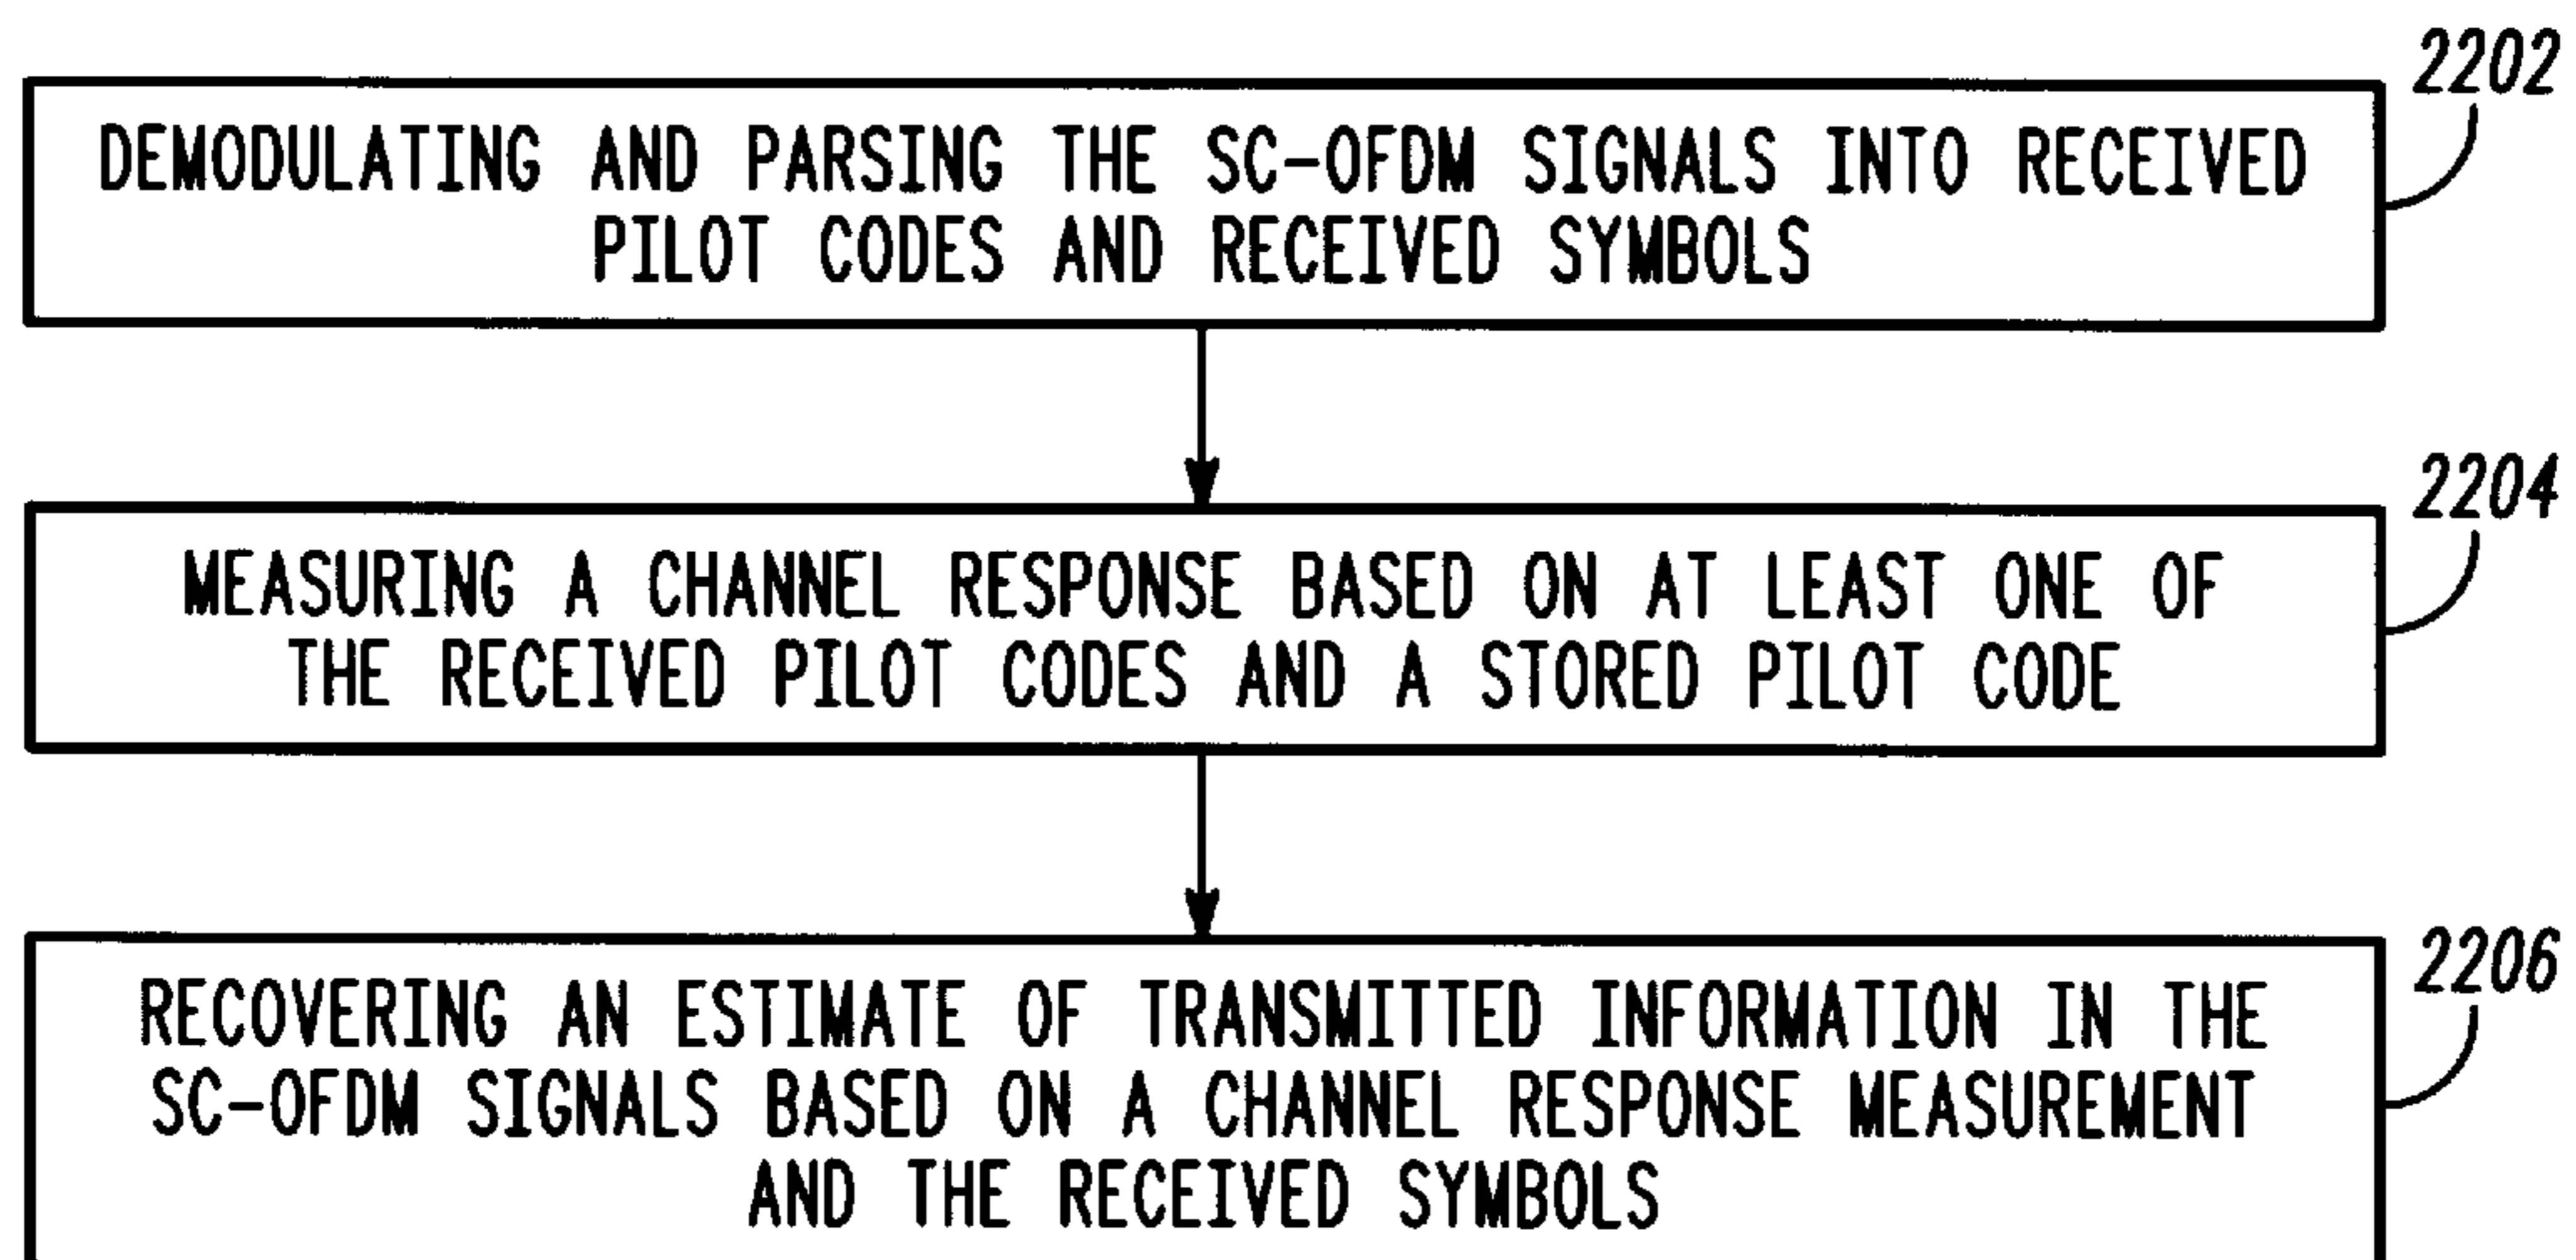 2202
DEMODULATING AND PARSING THE SC-OFDM SIGNALS INTO RECEIVED
PILOT CODES AND RECEIVED SYMBOLS
2204
MEASURING A CHANNEL RESPONSE BASED ON AT LEAST ONE OF
THE RECEIVED PILOT CODES AND A STORED PILOT CODE
2206
RECOVERING AN ESTIMATE OF TRANSMITTED INFORMATION IN THE
SC-OFDM SIGNALS BASED ON A CHANNEL RESPONSE MEASUREMENT
AND THE RECEIVED SYMBOLS